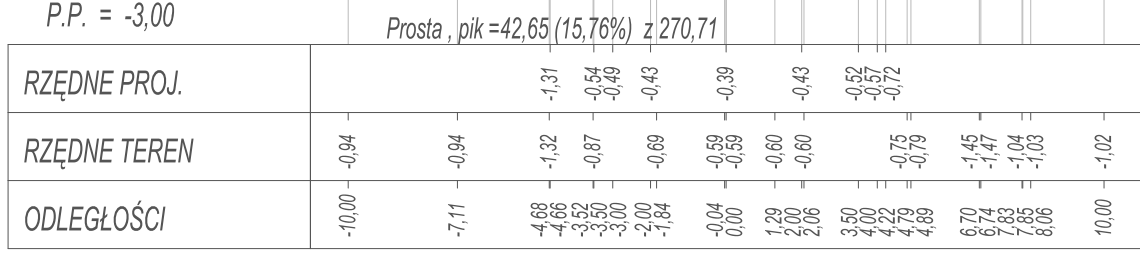 P.P. = -3,00
Prosta , pik =42,65 (15,76%) z 270,71
RZĘDNE PROJ. -1,31 -0,54 -0,49 -0,43 -0,39 -0,43 -0,52 -0,57 -0,72
RZĘDNE TEREN -0,94 -0,94 -1,32 -0,87 -0,69 -0,59 -0,59 -0,60 -0,60 -0,75 -0,79 -1,45 -1,47 -1,04 -1,03 -1,02
ODLEGŁOŚCI -10,00 -7,11 -4,68 -4,66 -3,52 -3,50 -3,00 -2,00 -1,84 -0,04 0,00 1,29 2,00 2,06 3,50 4,00 4,22 4,79 4,89 6,70 6,74 7,83 7,85 8,06 10,00